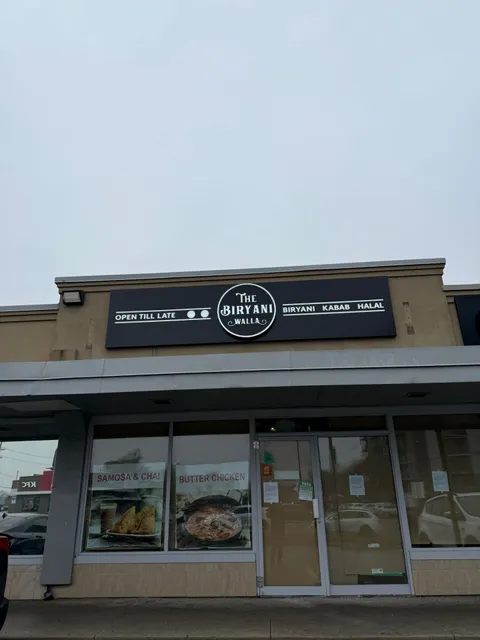 THE
BIRYANI
WALLA
OPEN TILL LATE
BIRYANI KABAB HALAL
SAMOSA & CHAI
BUTTER CHICKEN
KFC